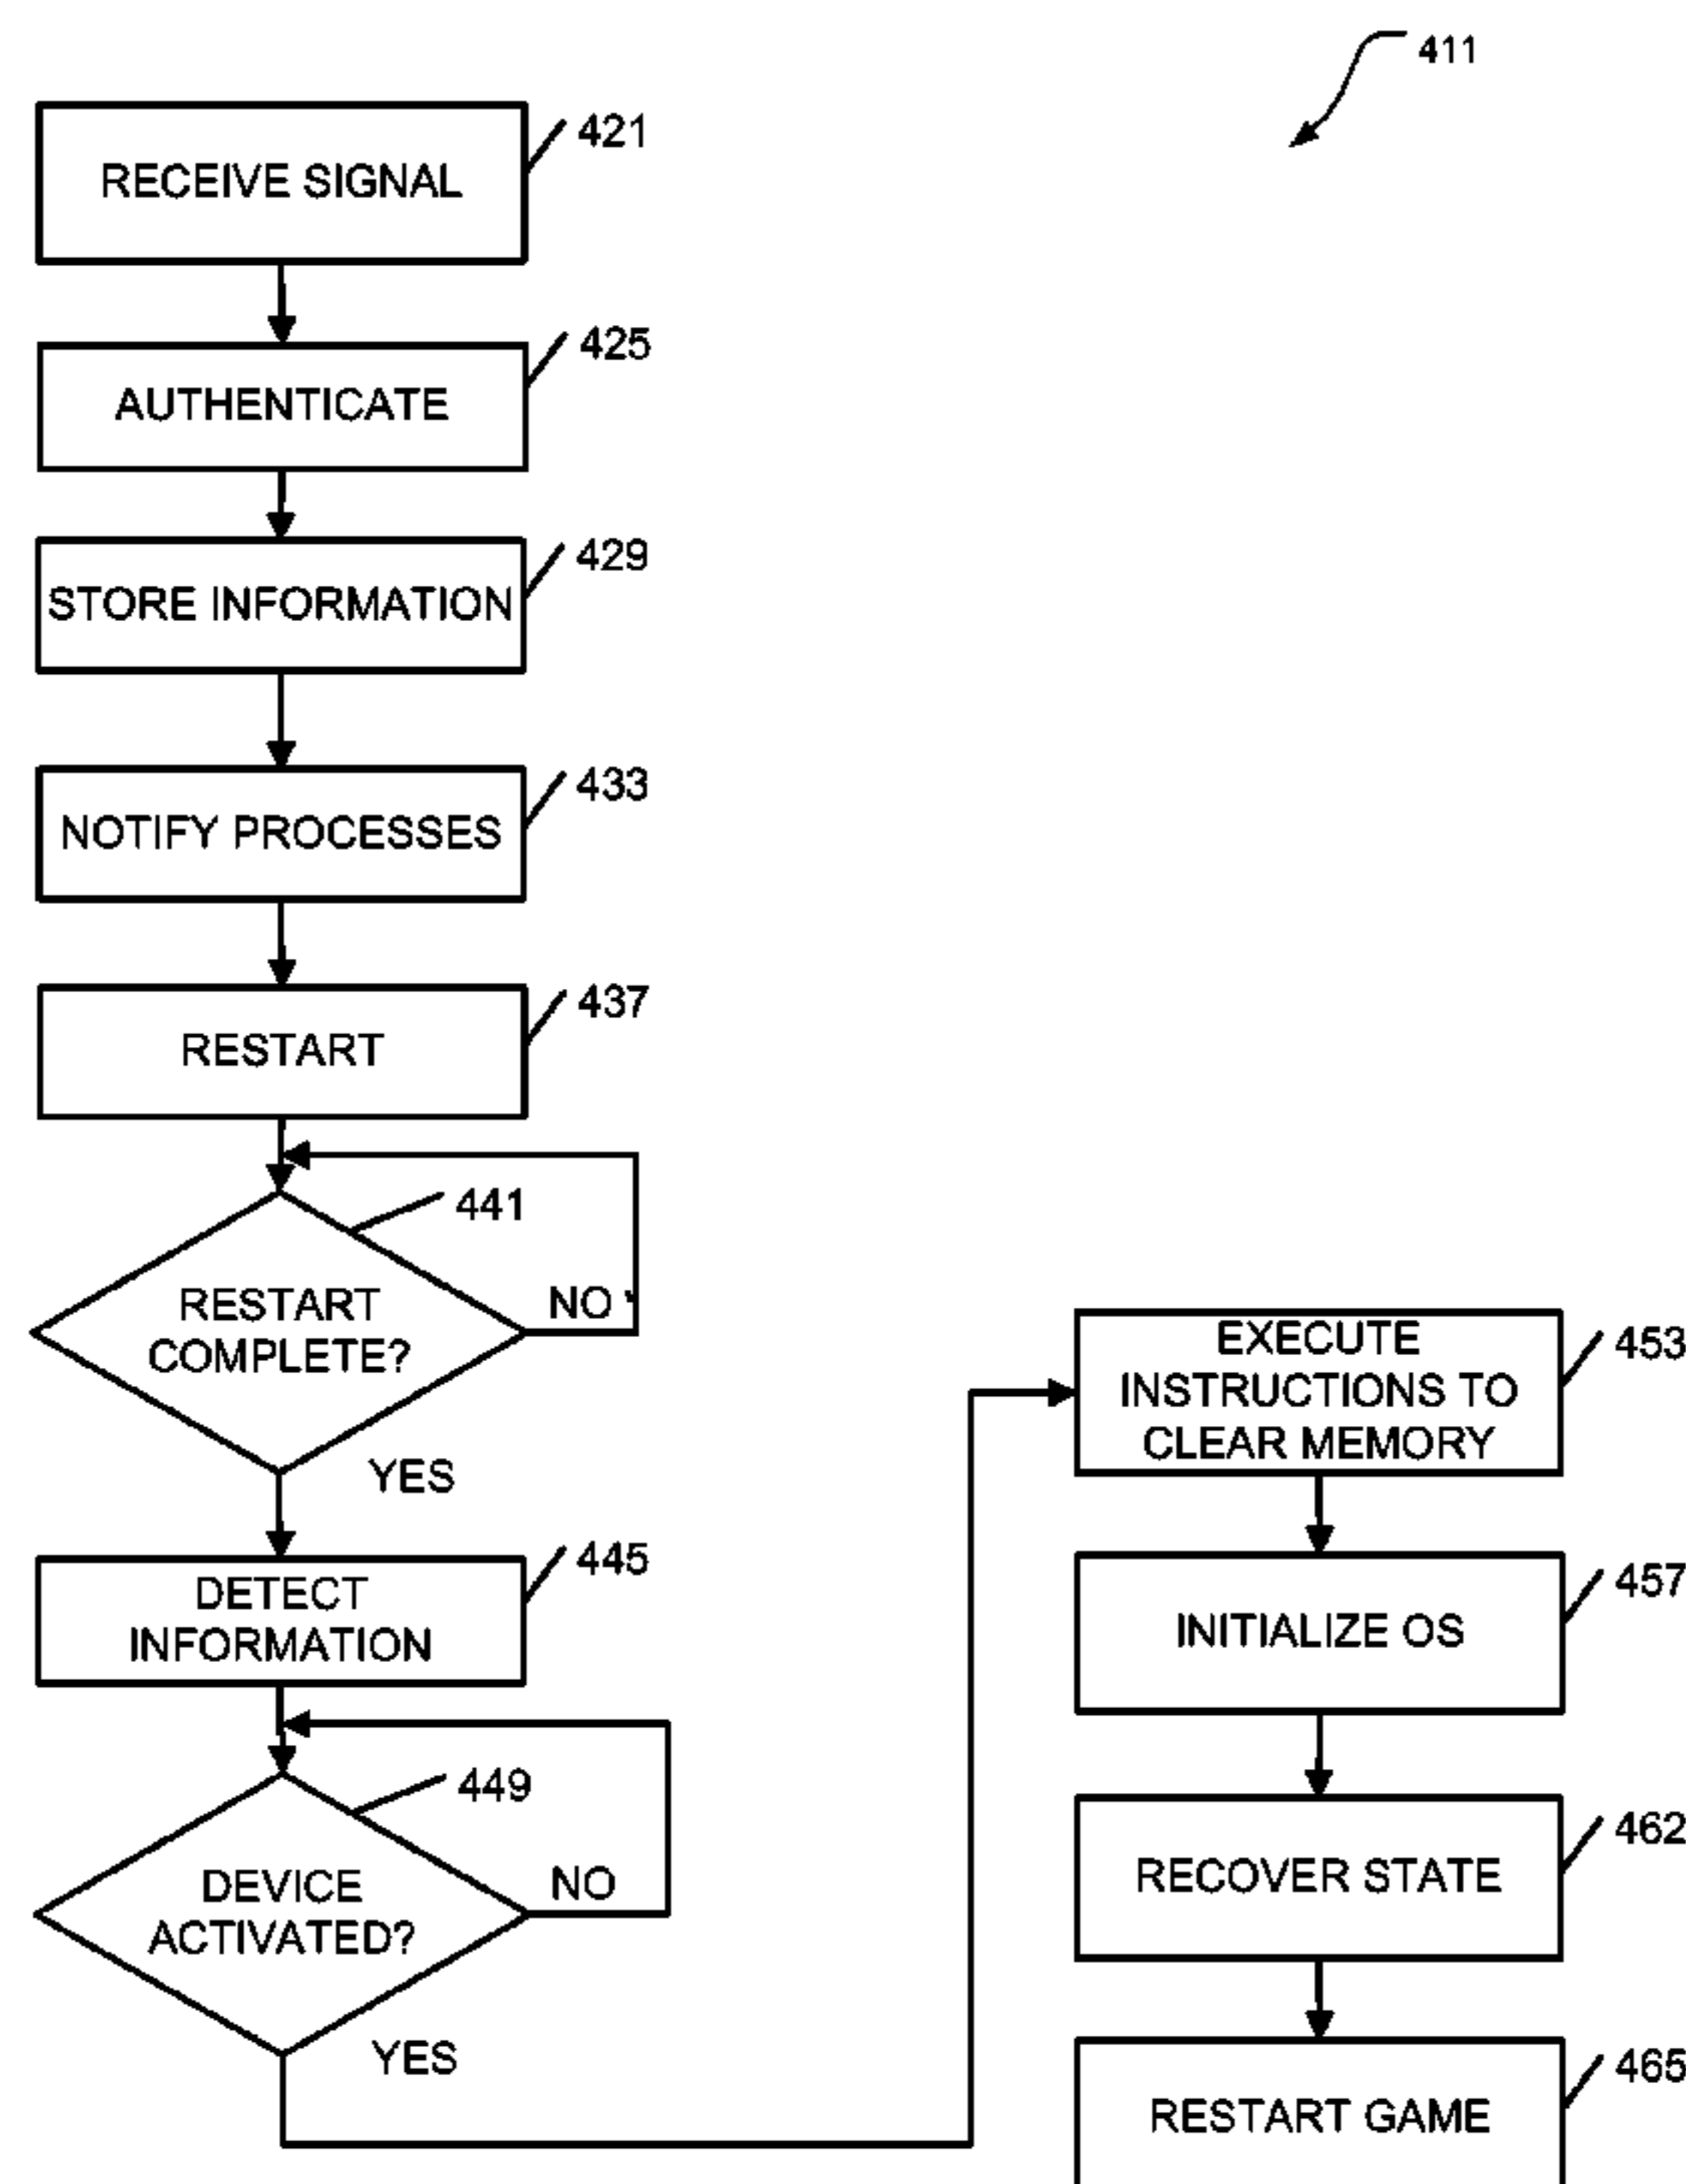 411
RECEIVE SIGNAL
421
AUTHENTICATE
425
STORE INFORMATION
429
NOTIFY PROCESSES
433
RESTART
437
441
RESTART
COMPLETE?
NO
YES
DETECT
INFORMATION
445
449
DEVICE
ACTIVATED?
NO
YES
EXECUTE
INSTRUCTIONS TO
CLEAR MEMORY
453
INITIALIZE OS
457
RECOVER STATE
462
RESTART GAME
465